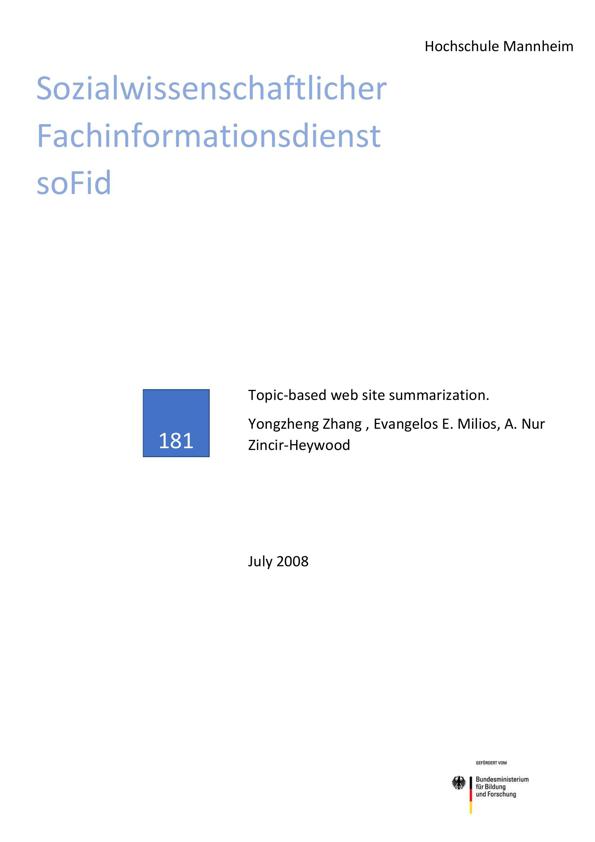 Hochschule Mannheim
Sozialwissenschaftlicher
Fachinformationsdienst
soFid
181
Topic-based web site summarization.
Yongzheng Zhang , Evangelos E. Milios, A. Nur
Zincir-Heywood
July 2008
GEFÖRDERT VOM
Bundesministerium
für Bildung
und Forschung